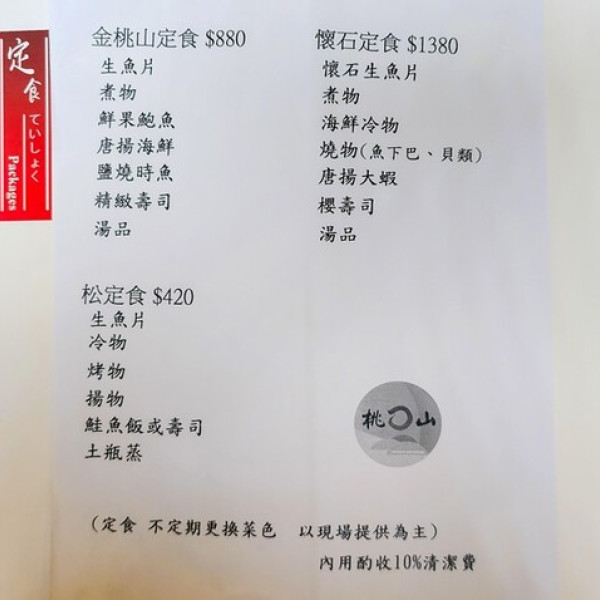 定食
ていしょく
Packages
金桃山定食 $880
生魚片
煮物
鮮果鮑魚
唐揚海鮮
鹽燒時魚
精緻壽司
湯品
懷石定食 $1380
懷石生魚片
煮物
海鮮冷物
燒物(魚下巴、貝類)
唐揚大蝦
櫻壽司
湯品
松定食 $420
生魚片
冷物
烤物
揚物
鮭魚飯或壽司
土瓶蒸
桃山
(定食 不定期更換菜色 以現場提供為主)
內用酌收10%清潔費